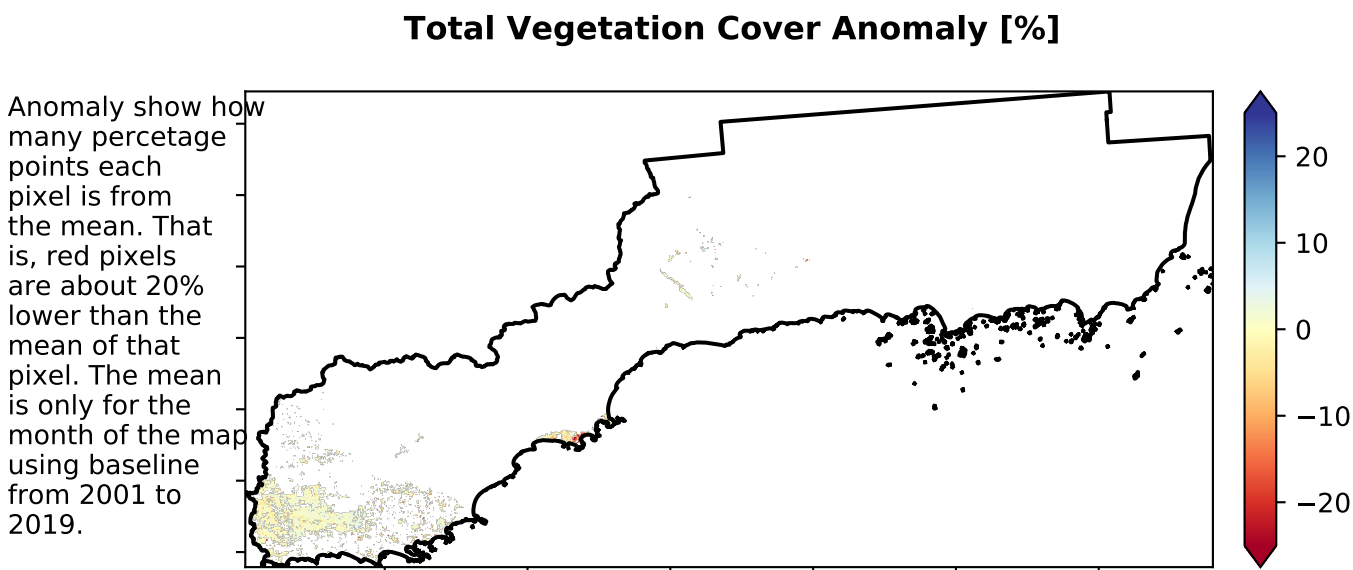 Total Vegetation Cover Anomaly [%]
Anomaly show how
many percetage
points each
pixel is from
the mean. That
is, red pixels
are about 20%
lower than the
mean of that
pixel. The mean
is only for the
month of the map
using baseline
from 2001 to
2019.
20
10
0
−10
−20